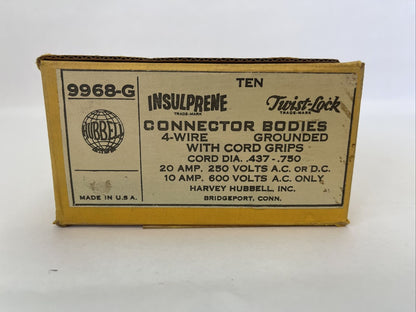 9968-G
TEN
INSULPRENE Twist-Lock
TRADE-MARK TRADE-MARK
HUBBELL
CONNECTOR BODIES
4-WIRE GROUNDED
WITH CORD GRIPS
CORD DIA. .437-.750
20 AMP. 250 VOLTS A.C. OR D.C.
10 AMP. 600 VOLTS A.C. ONLY
HARVEY HUBBELL, INC.
MADE IN U.S.A. BRIDGEPORT, CONN.